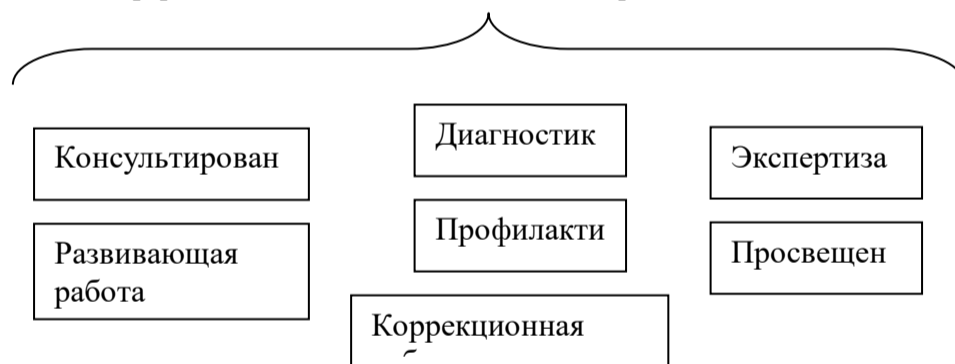 Консультирован
Диагностик
Экспертиза
Развивающая
работа
Профилакти
Просвещен
Коррекционная